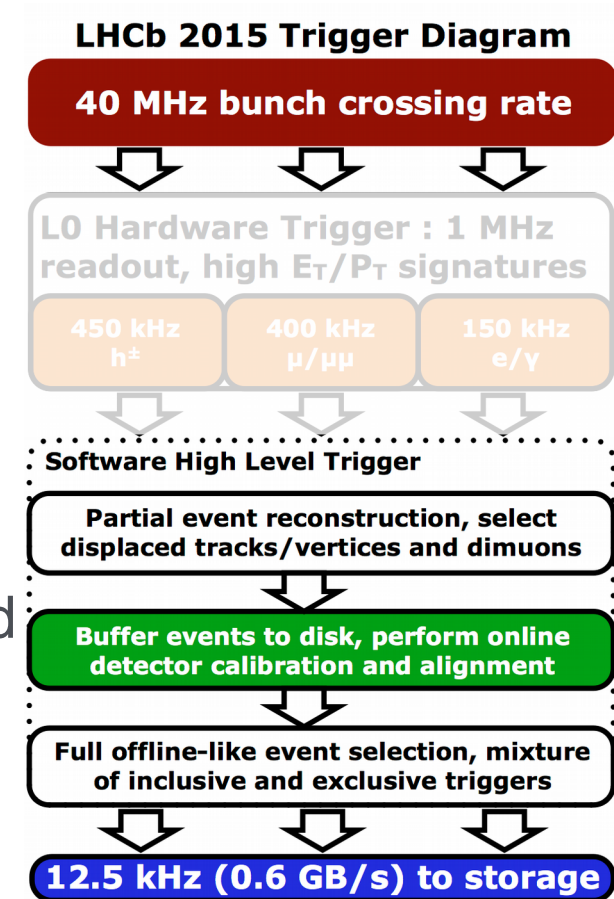 LHCb 2015 Trigger Diagram
40 MHz bunch crossing rate
L0 Hardware Trigger : 1 MHz
readout, high ET/PT signatures
450 kHz
h±
400 kHz
μ/μμ
150 kHz
e/γ
Software High Level Trigger
Partial event reconstruction, select
displaced tracks/vertices and dimuons
d
Buffer events to disk, perform online
detector calibration and alignment
Full offline-like event selection, mixture
of inclusive and exclusive triggers
12.5 kHz (0.6 GB/s) to storage